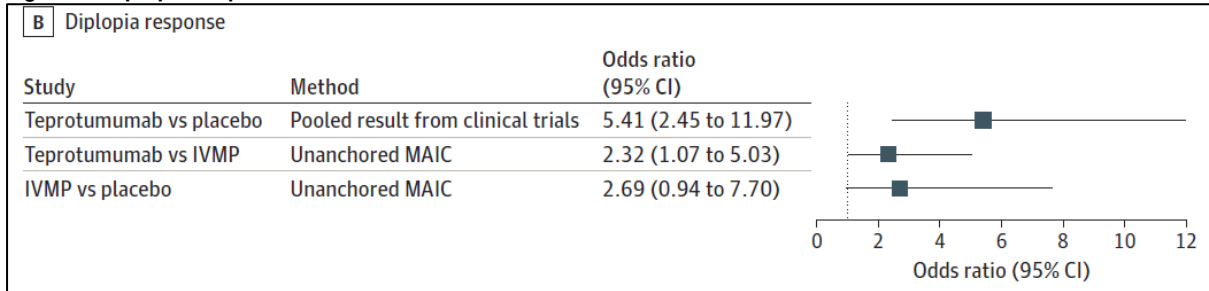 B Diplopia response
Odds ratio
Study Method (95% CI)
Teprotumumab vs placebo Pooled result from clinical trials 5.41 (2.45 to 11.97)
Teprotumumab vs IVMP Unanchored MAIC 2.32 (1.07 to 5.03)
IVMP vs placebo Unanchored MAIC 2.69 (0.94 to 7.70)
0 2 4 6 8 10 12
Odds ratio (95% CI)